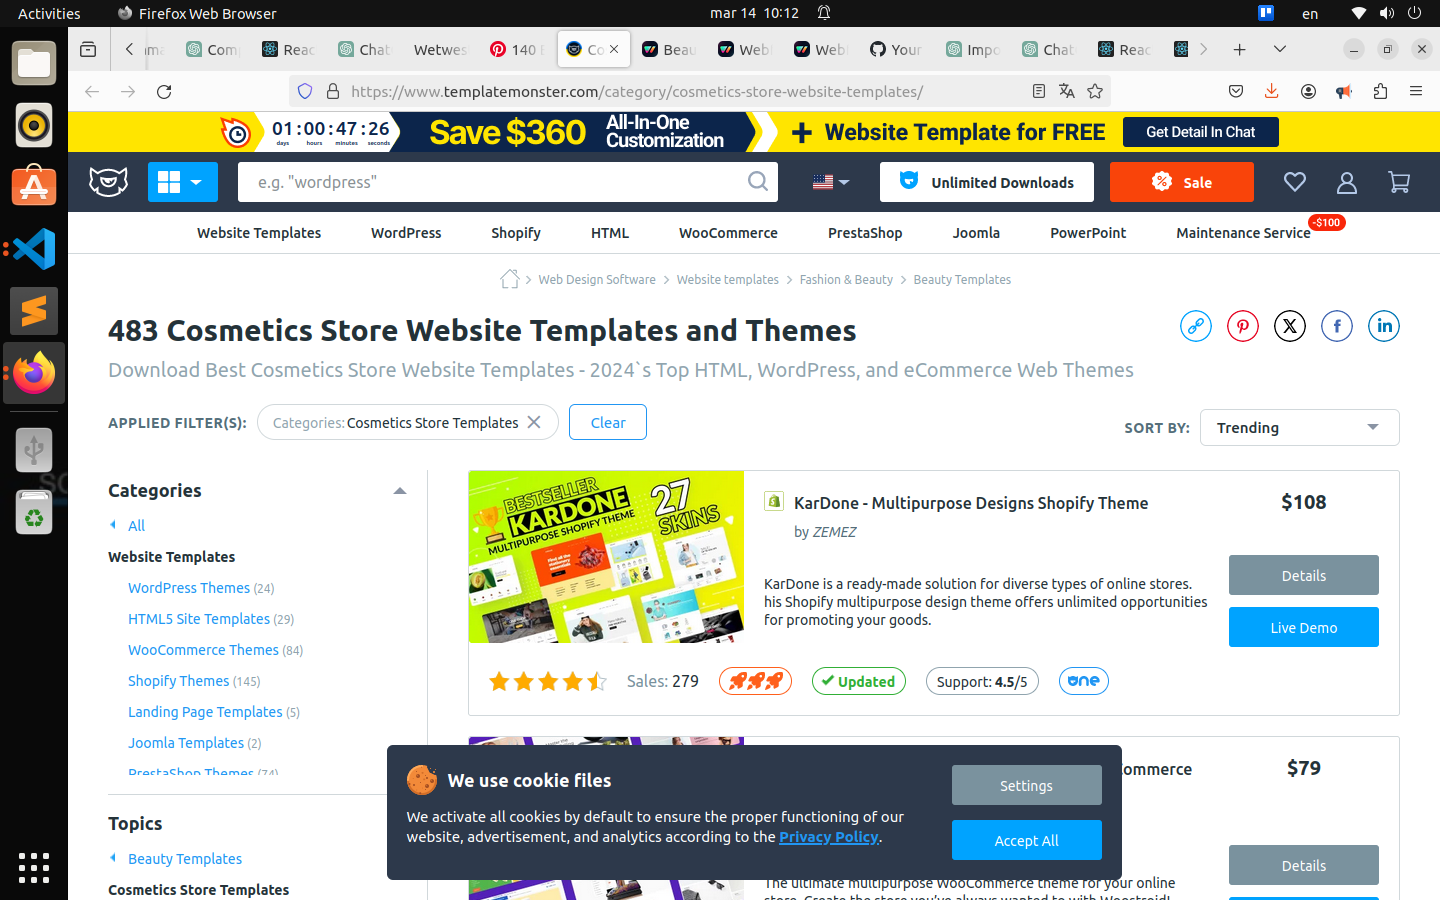 Activities
Firefox Web Browser
mar 14 10:12
en
Com
Reac
Chat
Wetwes
140
Co
Beau
Web
Web
Your
Impo
Chat
Reac
https://www.templatemonster.com/category/cosmetics-store-website-templates/
01:00:47:26
days hours minutes seconds
Save $360
All-In-One
Customization
+ Website Template for FREE
Get Detail In Chat
e.g. "wordpress"
Unlimited Downloads
Sale
Website Templates
WordPress
Shopify
HTML
WooCommerce
PrestaShop
Joomla
PowerPoint
Maintenance Service
-$100
Web Design Software
Website templates
Fashion & Beauty
Beauty Templates
483 Cosmetics Store Website Templates and Themes
Download Best Cosmetics Store Website Templates - 2024`s Top HTML, WordPress, and eCommerce Web Themes
APPLIED FILTER(S):
Categories: Cosmetics Store Templates
Clear
SORT BY:
Trending
Categories
All
Website Templates
WordPress Themes (24)
HTML5 Site Templates (29)
WooCommerce Themes (84)
Shopify Themes (145)
Landing Page Templates (5)
Joomla Templates (2)
PrestaShop Themes (74)
Topics
Beauty Templates
Cosmetics Store Templates
BESTSELLER
KARDONE
MULTIPURPOSE SHOPIFY THEME
27
SKINS
KarDone - Multipurpose Designs Shopify Theme
by ZEMEZ
$108
KarDone is a ready-made solution for diverse types of online stores.
his Shopify multipurpose design theme offers unlimited opportunities
for promoting your goods.
Details
Live Demo
Sales: 279
Updated
Support: 4.5/5
one
ommerce
$79
Details
The ultimate multipurpose WooCommerce theme for your online
store. Create the store you've always wanted to with Woostroid!
We use cookie files
We activate all cookies by default to ensure the proper functioning of our
website, advertisement, and analytics according to the Privacy Policy.
Settings
Accept All